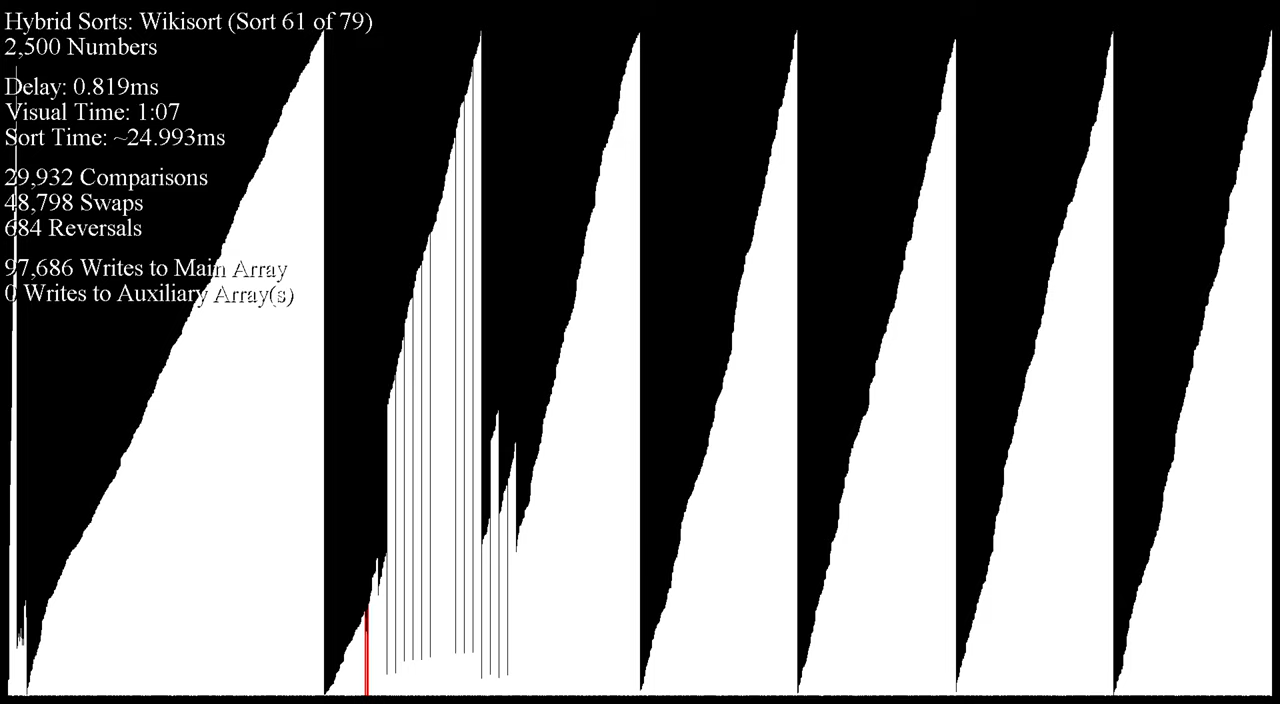 Hybrid Sorts: Wikisort (Sort 61 of 79)
2,500 Numbers
Delay: 0.819ms
Visual Time: 1:07
Sort Time: ~24.993ms
29,932 Comparisons
48,798 Swaps
684 Reversals
97,686 Writes to Main Array
0 Writes to Auxiliary Array(s)